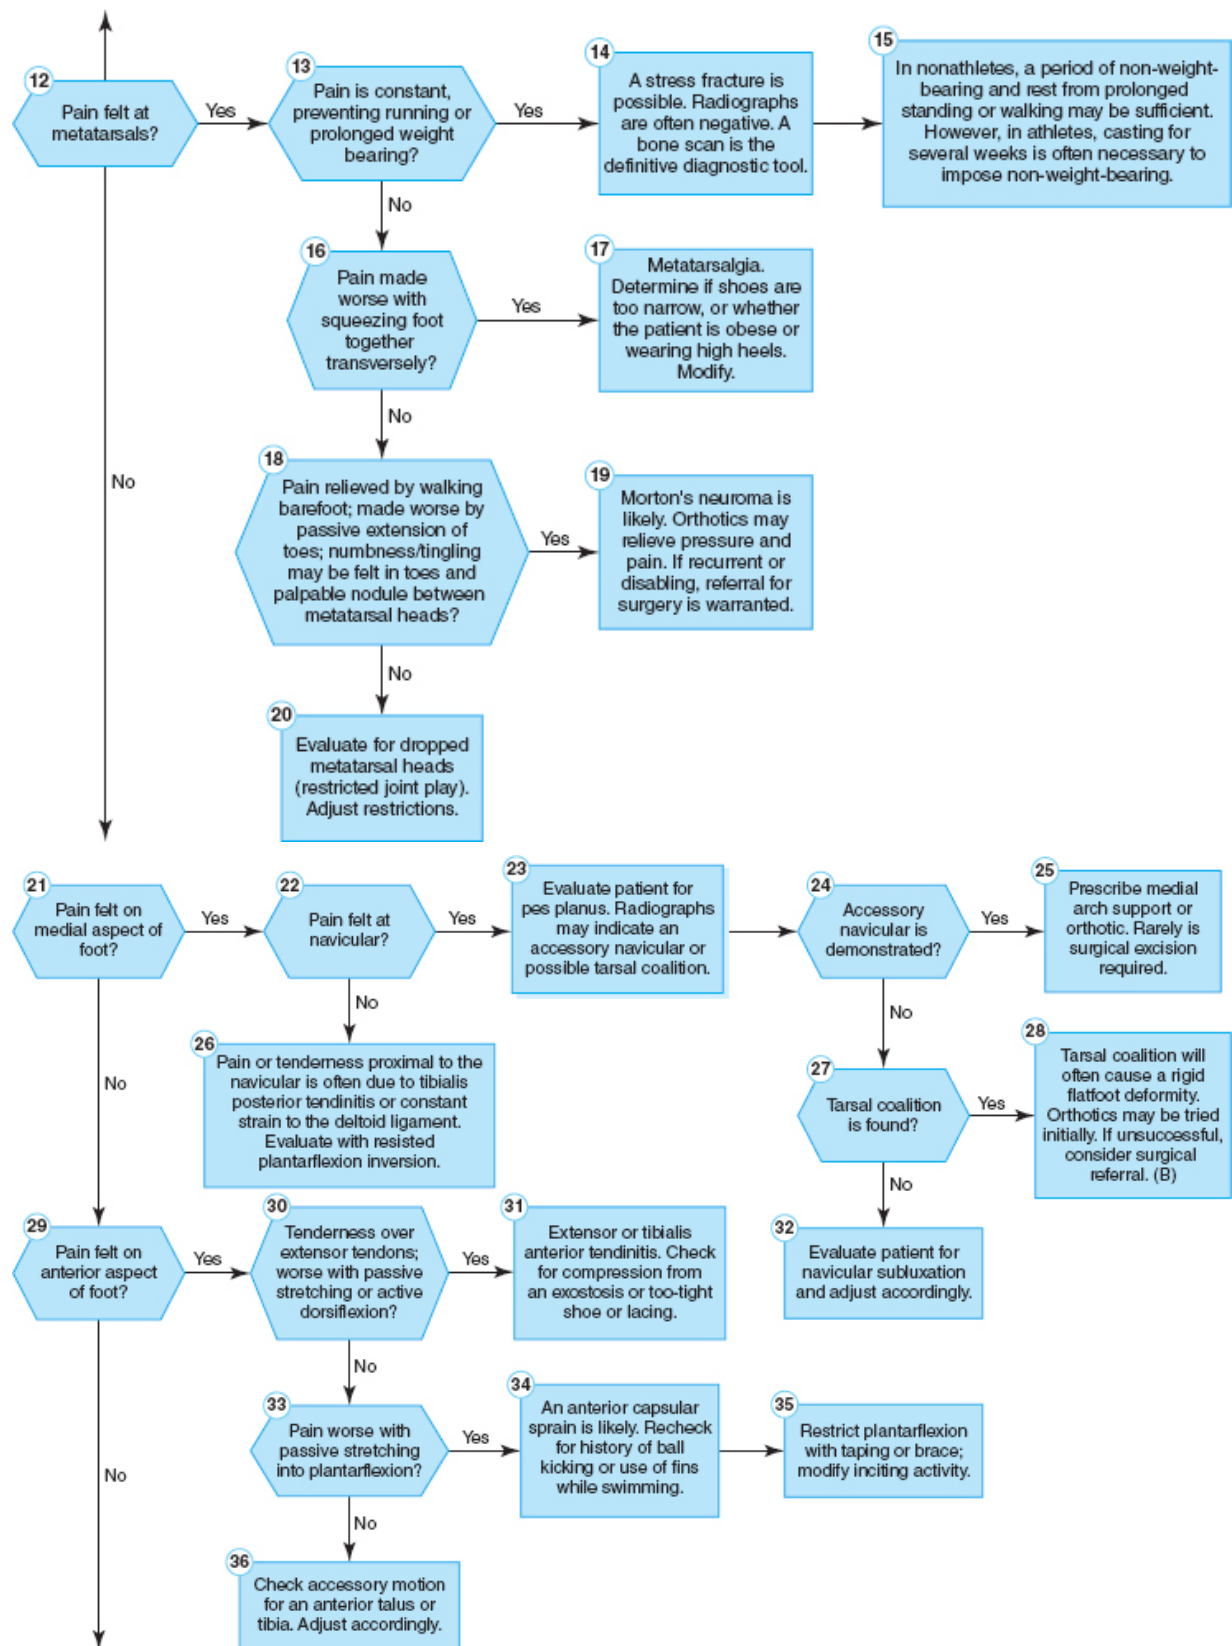 12
Pain felt at
metatarsals?
Yes
13
Pain is constant,
preventing running or
prolonged weight
bearing?
Yes
14
A stress fracture is
possible. Radiographs
are often negative. A
bone scan is the
definitive diagnostic tool.
15
In nonathletes, a period of non-weight-
bearing and rest from prolonged
standing or walking may be sufficient.
However, in athletes, casting for
several weeks is often necessary to
impose non-weight-bearing.
No
16
Pain made
worse with
squeezing foot
together
transversely?
Yes
17
Metatarsalgia.
Determine if shoes are
too narrow, or whether
the patient is obese or
wearing high heels.
Modify.
No
No
18
Pain relieved by walking
barefoot; made worse by
passive extension of
toes; numbness/tingling
may be felt in toes and
palpable nodule between
metatarsal heads?
Yes
19
Morton's neuroma is
likely. Orthotics may
relieve pressure and
pain. If recurrent or
disabling, referral for
surgery is warranted.
No
20
Evaluate for dropped
metatarsal heads
(restricted joint play).
Adjust restrictions.
21
Pain felt on
medial aspect of
foot?
Yes
22
Pain felt at
navicular?
Yes
23
Evaluate patient for
pes planus. Radiographs
may indicate an
accessory navicular or
possible tarsal coalition.
24
Accessory
navicular is
demonstrated?
Yes
25
Prescribe medial
arch support or
orthotic. Rarely is
surgical excision
required.
No
No
No
26
Pain or tenderness proximal to the
navicular is often due to tibialis
posterior tendinitis or constant
strain to the deltoid ligament.
Evaluate with resisted
plantarflexion inversion.
27
Tarsal coalition
is found?
Yes
28
Tarsal coalition will
often cause a rigid
flatfoot deformity.
Orthotics may be tried
initially. If unsuccessful,
consider surgical
referral. (B)
No
29
Pain felt on
anterior aspect
of foot?
Yes
30
Tenderness over
extensor tendons;
worse with passive
stretching or active
dorsiflexion?
Yes
31
Extensor or tibialis
anterior tendinitis. Check
for compression from
an exostosis or too-tight
shoe or lacing.
32
Evaluate patient for
navicular subluxation
and adjust accordingly.
No
No
33
Pain worse with
passive stretching
into plantarflexion?
Yes
34
An anterior capsular
sprain is likely. Recheck
for history of ball
kicking or use of fins
while swimming.
35
Restrict plantarflexion
with taping or brace;
modify inciting activity.
No
36
Check accessory motion
for an anterior talus or
tibia. Adjust accordingly.